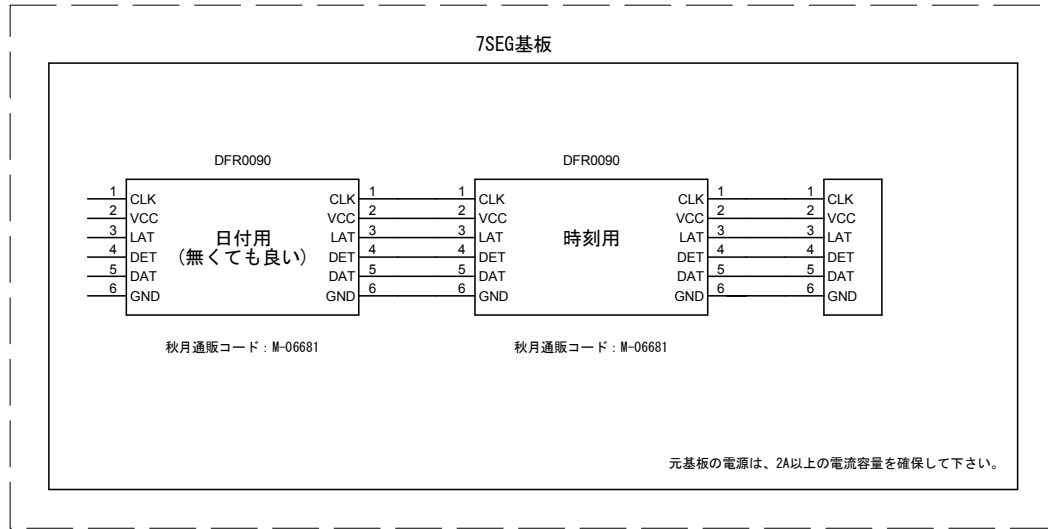 7SEG基板
DFR0090
DFR0090
1 CLK CLK 1 1 CLK CLK 1 1 CLK
2 VCC VCC 2 2 VCC VCC 2 2 VCC
3 LAT 日付用 LAT 3 3 LAT 時刻用 LAT 3 3 LAT
4 DET (無くても良い) DET 4 4 DET DET 4 4 DET
5 DAT DAT 5 5 DAT DAT 5 5 DAT
6 GND GND 6 6 GND GND 6 6 GND
秋月通販コード：M-06681
秋月通販コード：M-06681
元基板の電源は、2A以上の電流容量を確保して下さい。